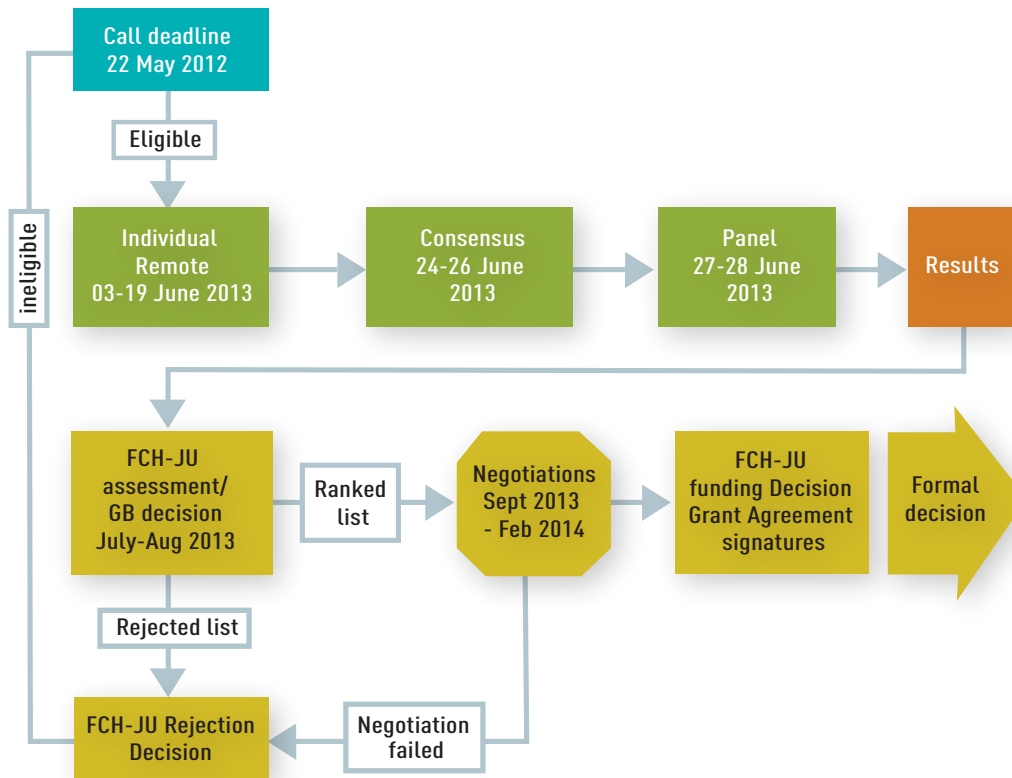 Call deadline
22 May 2012
Eligible
ineligible
Individual
Remote
03-19 June 2013
Consensus
24-26 June
2013
Panel
27-28 June
2013
Results
FCH-JU
assessment/
GB decision
July-Aug 2013
Ranked
list
Negotiations
Sept 2013
- Feb 2014
FCH-JU
funding Decision
Grant Agreement
signatures
Formal
decision
Rejected list
FCH-JU Rejection
Decision
Negotiation
failed